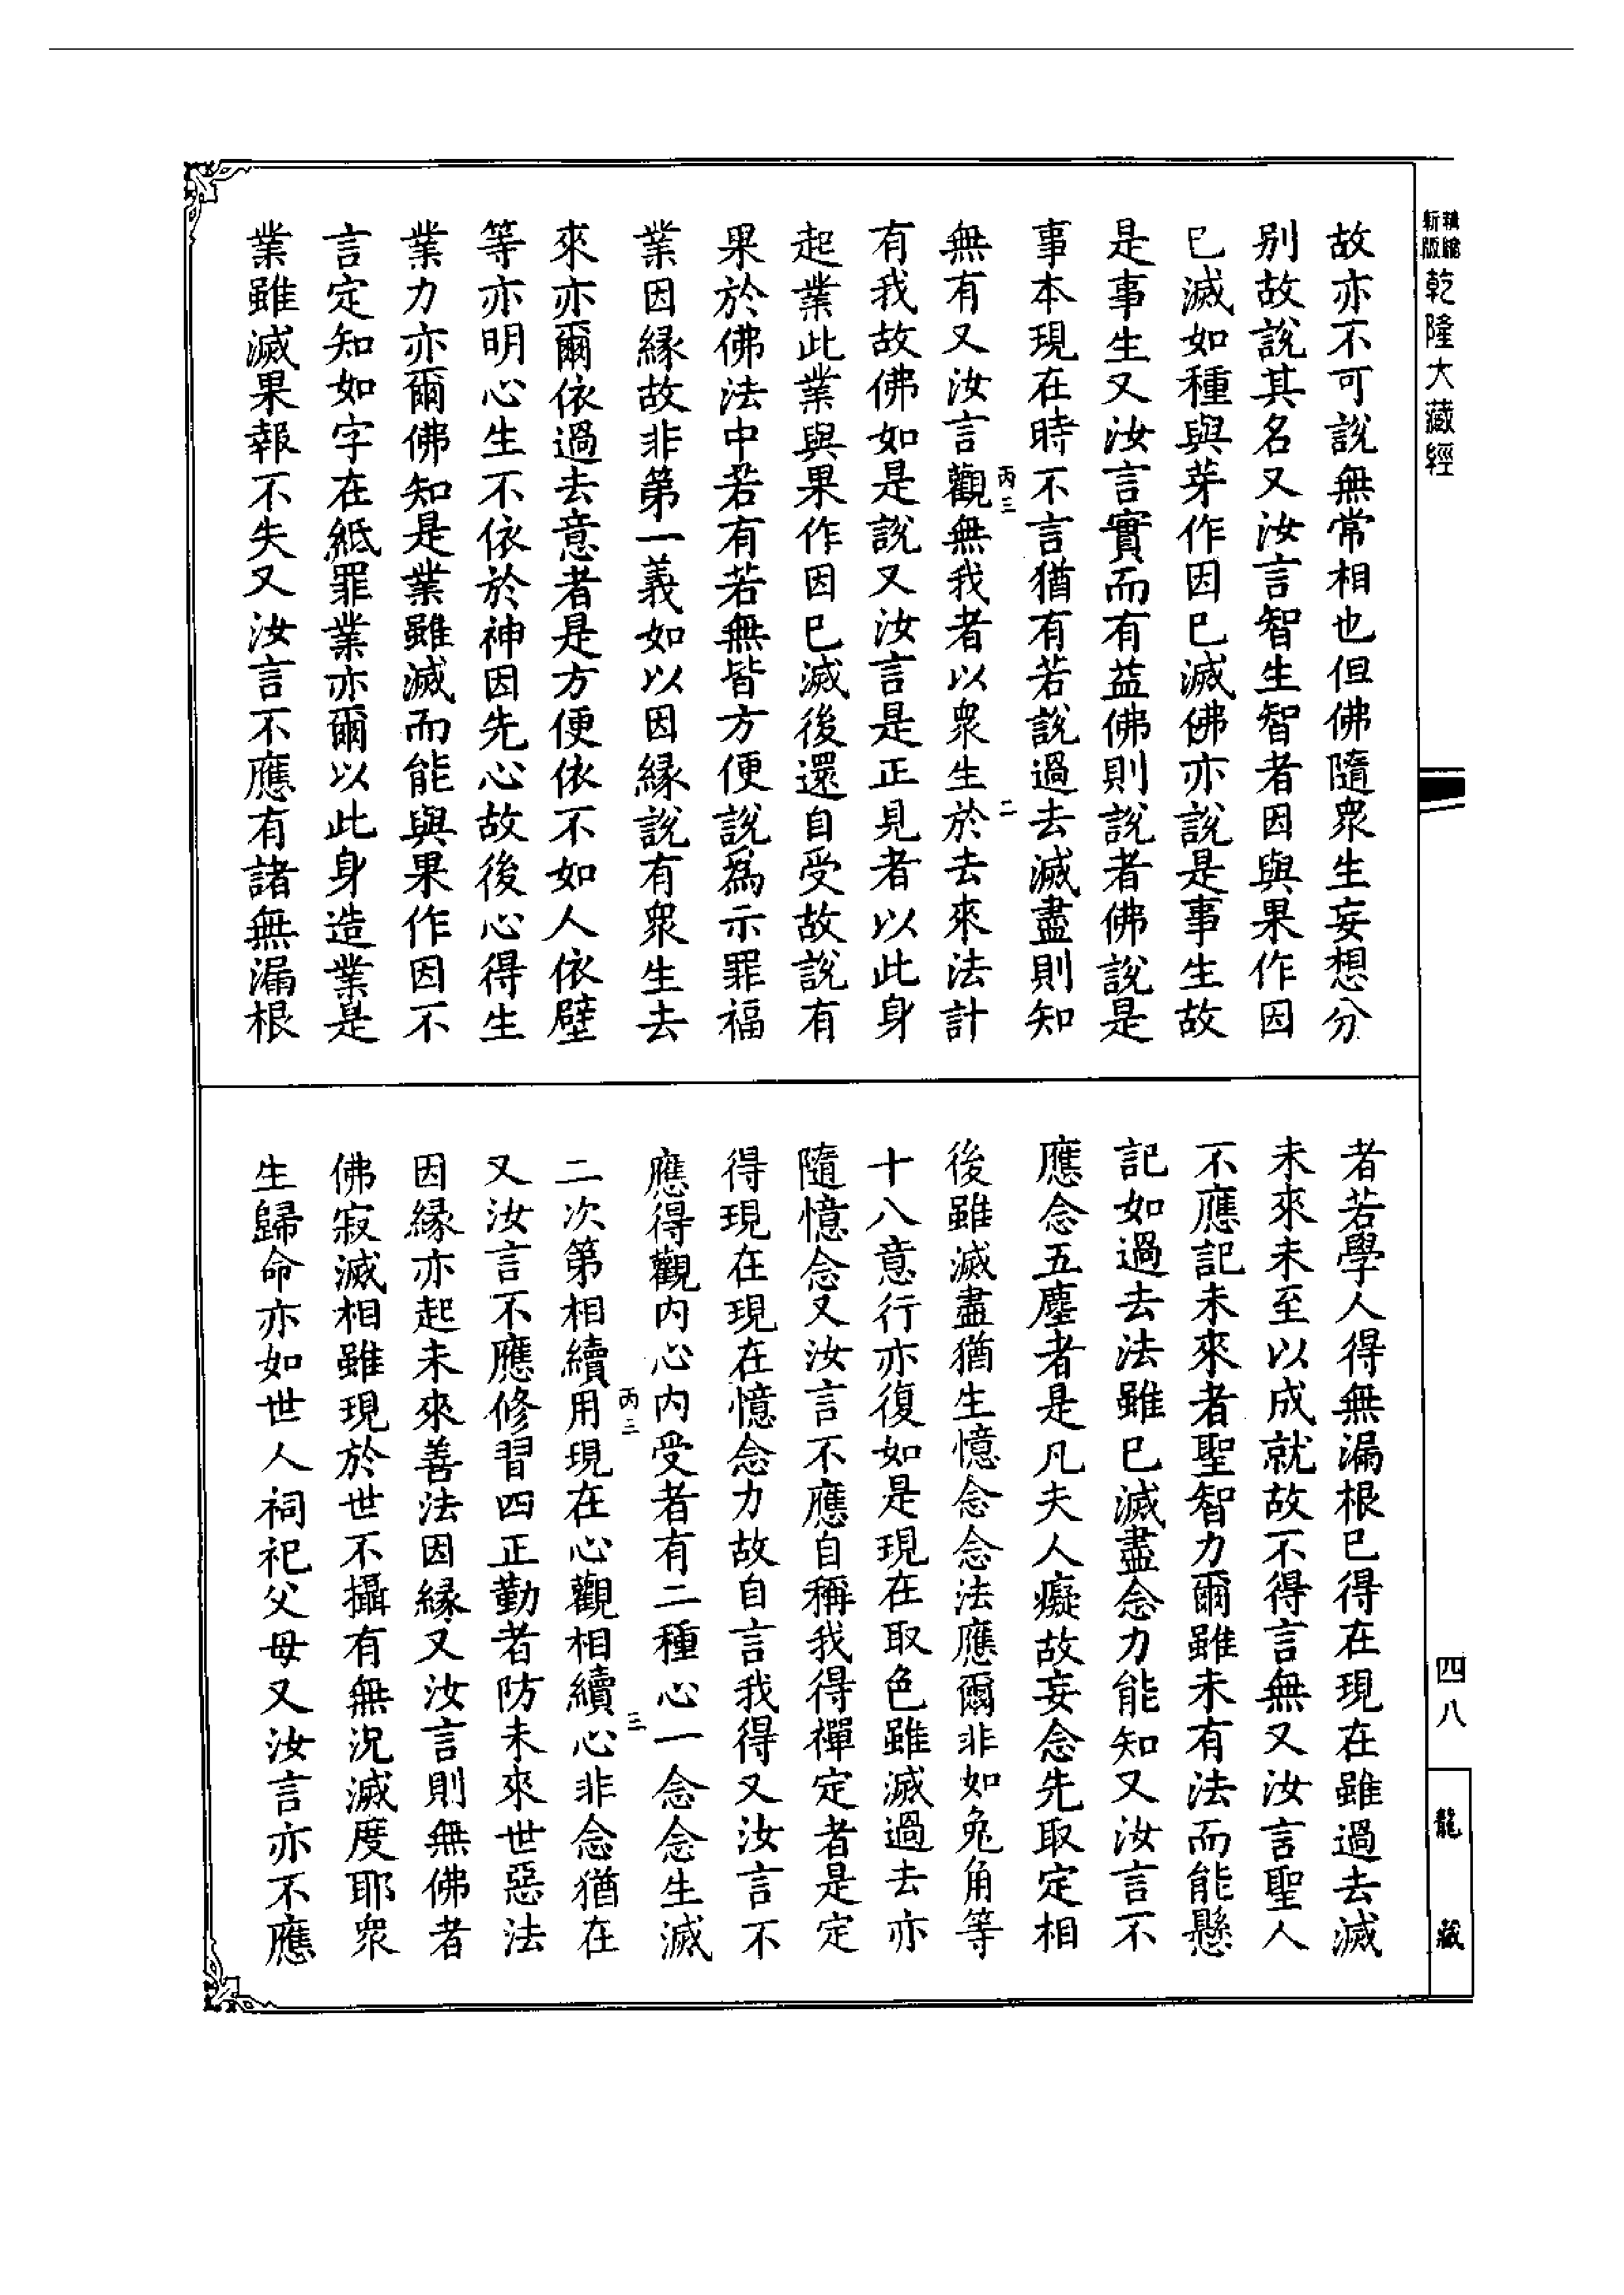 精縮新版乾隆大藏經
故亦不可說無常相也但佛隨眾生妄想分
别故說其名又汝言智生智者因與果作因
已滅如種與芽作因已滅佛亦說是事生故
是事生又汝言實而有益佛則說者佛說是
事本現在時不言猶有若說過去滅盡則知
丙三
二
無有又汝言觀無我者以眾生於去來法計
有我故佛如是說又汝言是正見者以此身
起業此業與果作因已滅後還自受故說有
果於佛法中若有若無皆方便說為示罪福
業因緣故非第一義如以因緣說有眾生去
來亦爾依過去意者是方便依不如人依壁
等亦明心生不依於神因先心故後心得生
業力亦爾佛知是業雖滅而能與果作因不
言定知如字在紙罪業亦爾以此身造業是
業雖滅果報不失又汝言不應有諸無漏根
者若學人得無漏根已得在現在雖過去滅
未來未至以成就故不得言無又汝言聖人
不應記未來者聖智力爾雖未有法而能懸
記如過去法雖已滅盡念力能知又汝言不
應念五塵者是凡夫人癡故妄念先取定相
後雖滅盡猶生憶念念法應爾非如兔角等
十八意行亦復如是現在取色雖滅過去亦
隨憶念又汝言不應自稱我得禪定者是定
得現在現在憶念力故自言我得又汝言不
應得觀內心內受者有二種心一念念生滅
丙二
三
二次第相續用現在心觀相續心非念猶在
又汝言不應修習四正勤者防未來世惡法
因緣亦起未來善法因緣又汝言則無佛者
佛寂滅相雖現於世不攝有無況滅度耶眾
生歸命亦如世人祠祀父母又汝言亦不應
四八
龍藏